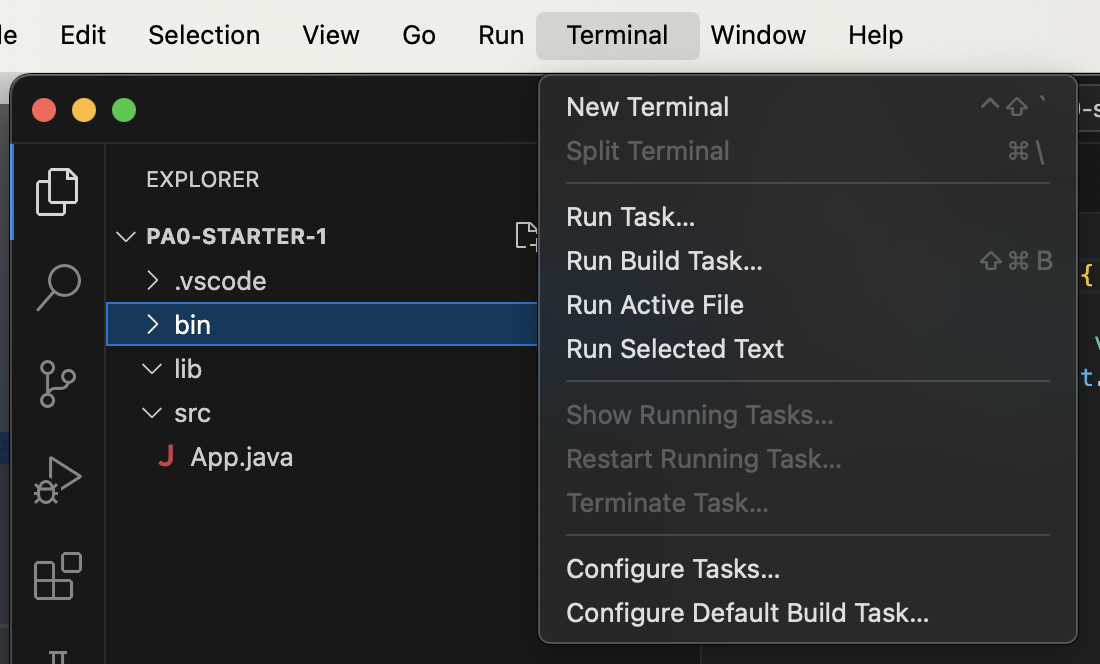 Edit Selection View Go Run Terminal Window Help
New Terminal ^⇧`
Split Terminal ⌘\
Run Task...
Run Build Task... ⇧⌘B
Run Active File
Run Selected Text
Show Running Tasks...
Restart Running Task...
Terminate Task...
Configure Tasks...
Configure Default Build Task...
EXPLORER
PA0-STARTER-1
.vscode
bin
lib
src
J App.java
{
t.